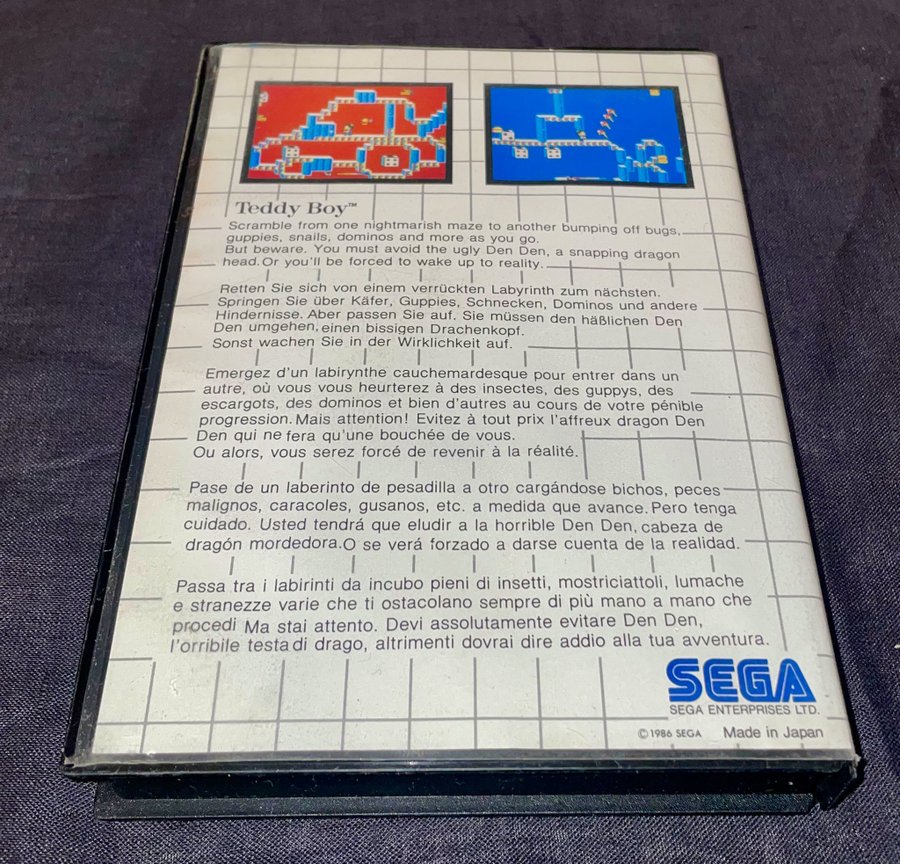 Teddy Boy™
Scramble from one nightmarish maze to another bumping off bugs,
guppies, snails, dominos and more as you go.
But beware. You must avoid the ugly Den Den, a snapping dragon
head. Or you'll be forced to wake up to reality.
Retten Sie sich von einem verrückten Labyrinth zum nächsten.
Springen Sie über Käfer, Guppies, Schnecken, Dominos und andere
Hindernisse. Aber passen Sie auf. Sie müssen den häßlichen Den
Den umgehen, einen bissigen Drachenkopf.
Sonst wachen Sie in der Wirklichkeit auf.
Emergez d'un labirynthe cauchemardesque pour entrer dans un
autre, où vous vous heurterez à des insectes, des guppys, des
escargots, des dominos et bien d'autres au cours de votre pénible
progression. Mais attention! Evitez à tout prix l'affreux dragon Den
Den qui ne fera qu'une bouchée de vous.
Ou alors, vous serez forcé de revenir à la réalité.
Pase de un laberinto de pesadilla a otro cargándose bichos, peces
malignos, caracoles, gusanos, etc. a medida que avance. Pero tenga
cuidado. Usted tendrá que eludir a la horrible Den Den, cabeza de
dragón mordedora. O se verá forzado a darse cuenta de la realidad.
Passa tra i labirinti da incubo pieni di insetti, mostriciattoli, lumache
e stranezze varie che ti ostacolano sempre di più mano a mano che
procedi Ma stai attento. Devi assolutamente evitare Den Den,
l'orribile testa di drago, altrimenti dovrai dire addio alla tua avventura.
SEGA
SEGA ENTERPRISES LTD.
©1986 SEGA Made in Japan